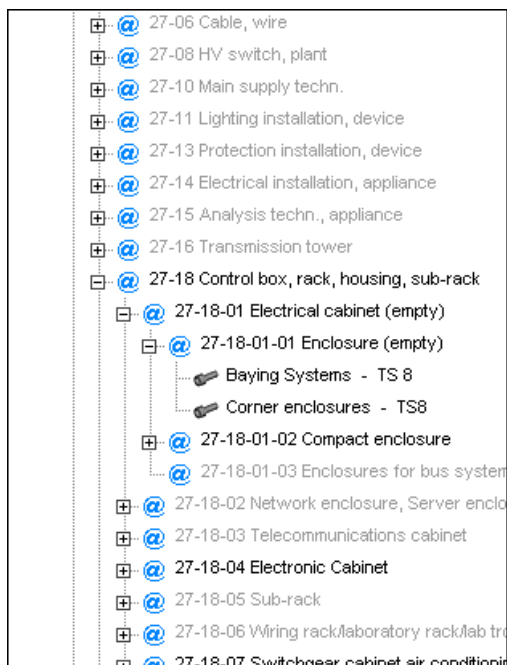 27-06 Cable, wire
27-08 HV switch, plant
27-10 Main supply techn.
27-11 Lighting installation, device
27-13 Protection installation, device
27-14 Electrical installation, appliance
27-15 Analysis techn., appliance
27-16 Transmission tower
27-18 Control box, rack, housing, sub-rack
27-18-01 Electrical cabinet (empty)
27-18-01-01 Enclosure (empty)
Baying Systems - TS 8
Corner enclosures - TS8
27-18-01-02 Compact enclosure
27-18-01-03 Enclosures for bus system
27-18-02 Network enclosure, Server enclo
27-18-03 Telecommunications cabinet
27-18-04 Electronic Cabinet
27-18-05 Sub-rack
27-18-06 Wiring rack/laboratory rack/lab tro
27-18-07 Switchgear cabinet air conditionin